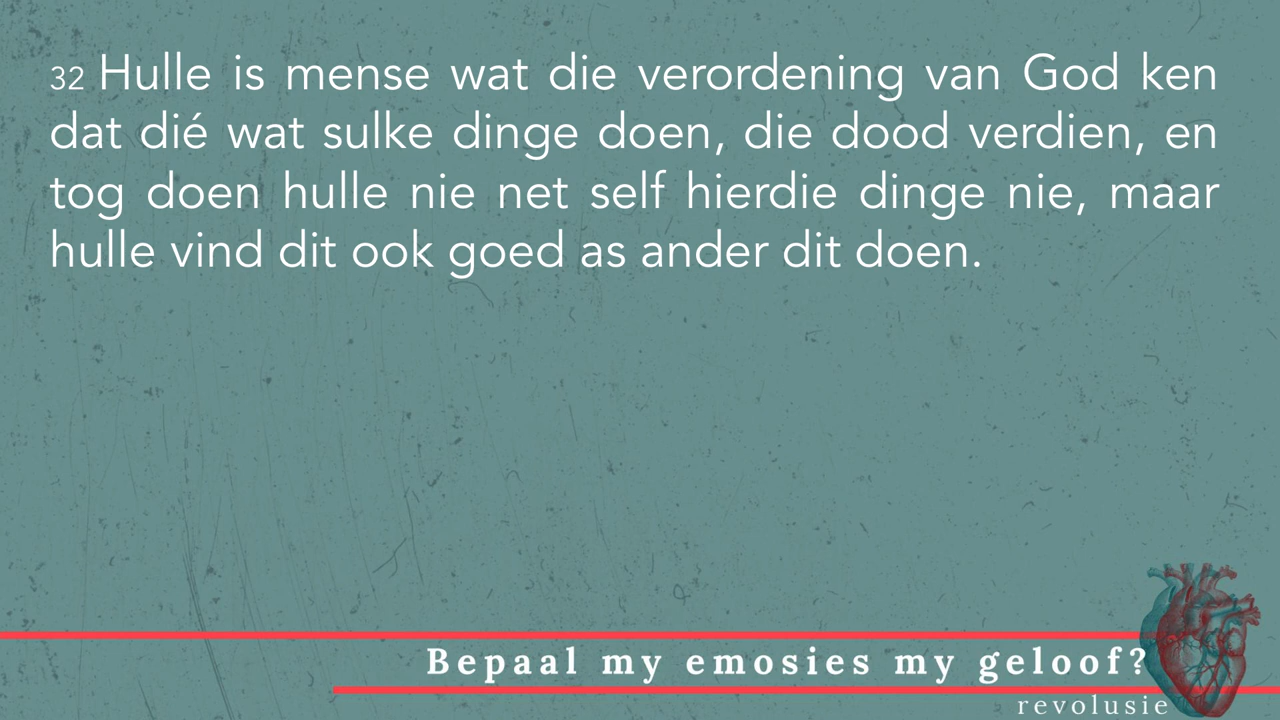 32 Hulle is mense wat die verordening van God ken
dat dié wat sulke dinge doen, die dood verdien, en
tog doen hulle nie net self hierdie dinge nie, maar
hulle vind dit ook goed as ander dit doen.
Bepaal my emosies my geloof?
revolusie